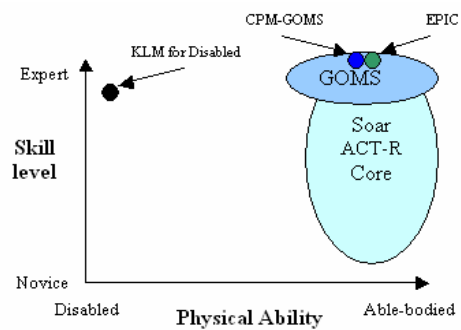 CPM-GOMS
EPIC
KLM for Disabled
Expert
GOMS
Skill
level
Soar
ACT-R
Core
Novice
Disabled
Physical Ability
Able-bodied